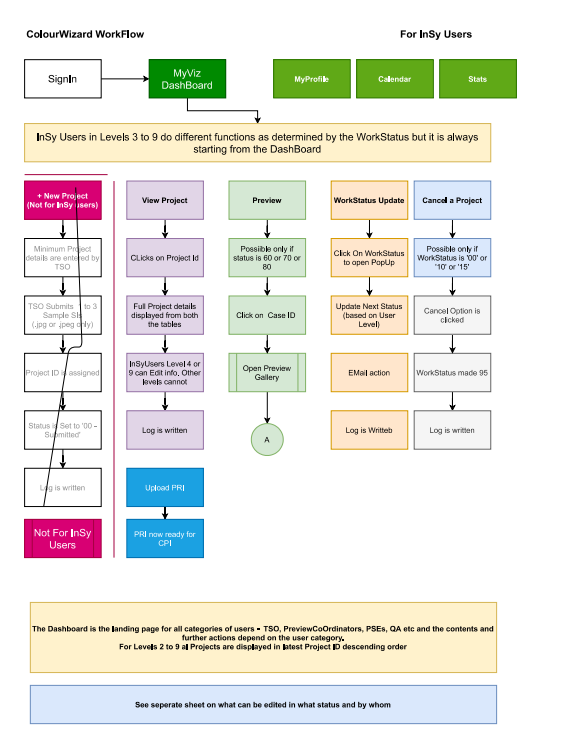 ColourWizard WorkFlow
For InSy Users
SignIn
MyViz
DashBoard
MyProfile
Calendar
Stats
InSy Users in Levels 3 to 9 do different functions as determined by the WorkStatus but it is always
starting from the DashBoard
+ New Project
(Not for InSy users)
Minimum Project
details are entered by
TSO
TSO Submits 1 to 3
Sample SIs
(.jpg or .jpeg only)
Project ID is assigned
Status is Set to '00 -
Submitted'
Log is written
Not For InSy
Users
View Project
CLicks on Project Id
Full Project details
displayed from both
the tables
InSyUsers Level 4 or
9 can Edit info, Other
levels cannot
Log is written
Upload PRI
PRI now ready for
CPI
Preview
Possiible only if
status is 60 or 70 or
80
Click on Case ID
Open Preview
Gallery
A
WorkStatus Update
Click On WorkStatus
to open PopUp
Update Next Status
(based on User
Level)
EMail action
Log is Writteb
Cancel a Project
Possible only if
WorkStatus is '00' or
'10' or '15'
Cancel Option is
clicked
WorkStatus made 95
Log is written
The Dashboard is the landing page for all categories of users - TSO, PreviewCoOrdinators, PSEs, QA etc and the contents and
further actions depend on the user category.
For Levels 2 to 9 al Projects are displayed in latest Project ID descending order
See seperate sheet on what can be edited in what status and by whom